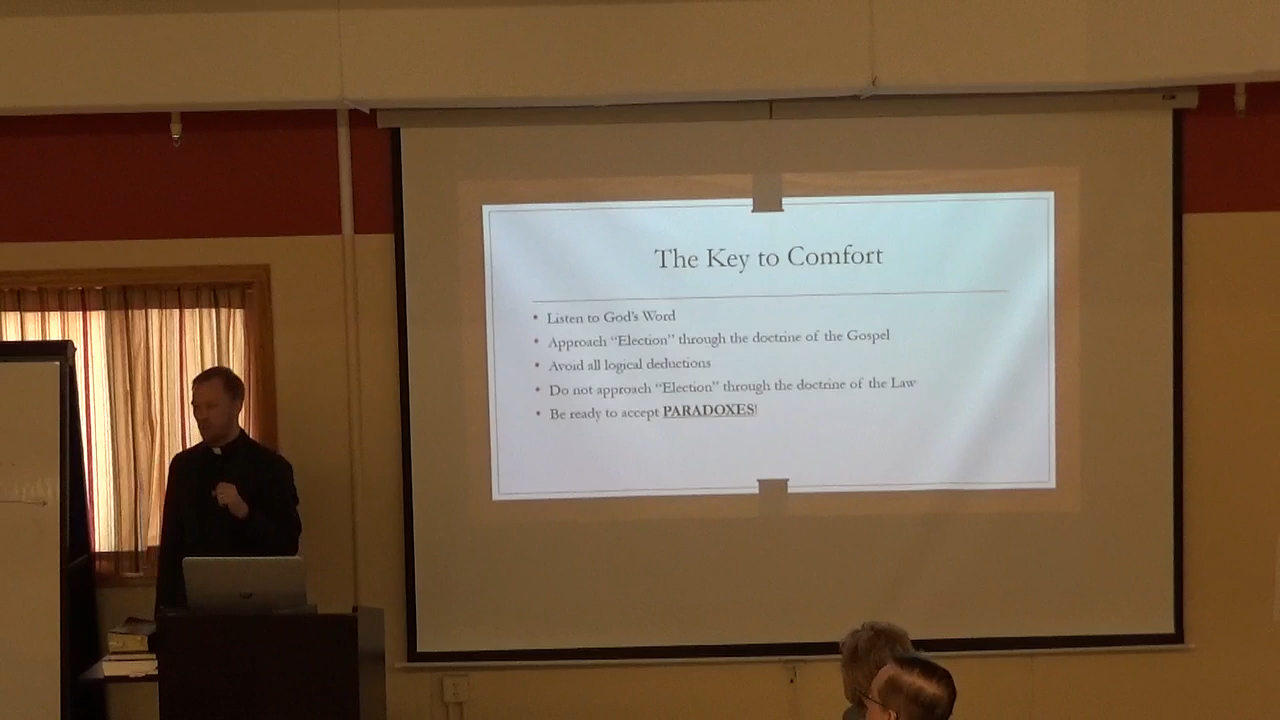 The Key to Comfort
• Listen to God's Word
• Approach “Election” through the doctrine of the Gospel
• Avoid all logical deductions
• Do not approach “Election” through the doctrine of the Law
• Be ready to accept PARADOXES!